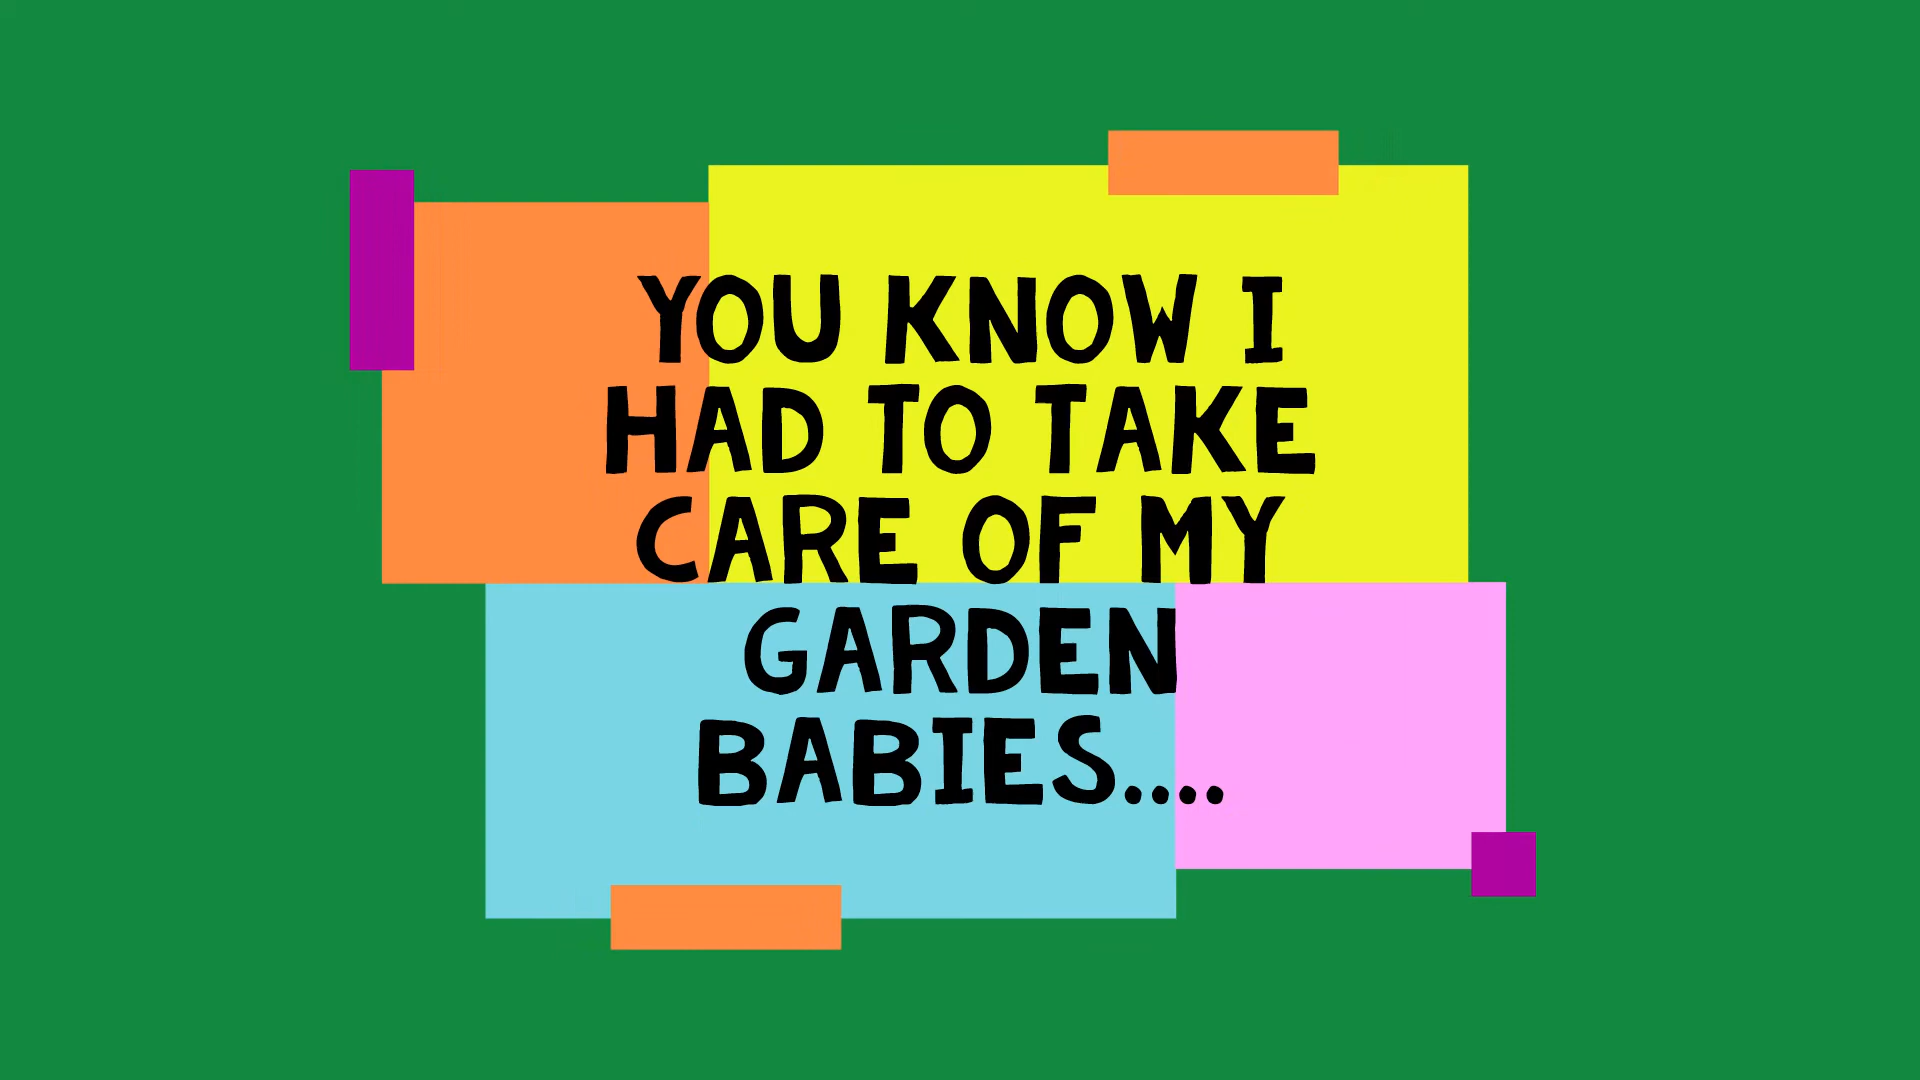 YOU KNOW I
HAD TO TAKE
CARE OF MY
GARDEN
BABIES....